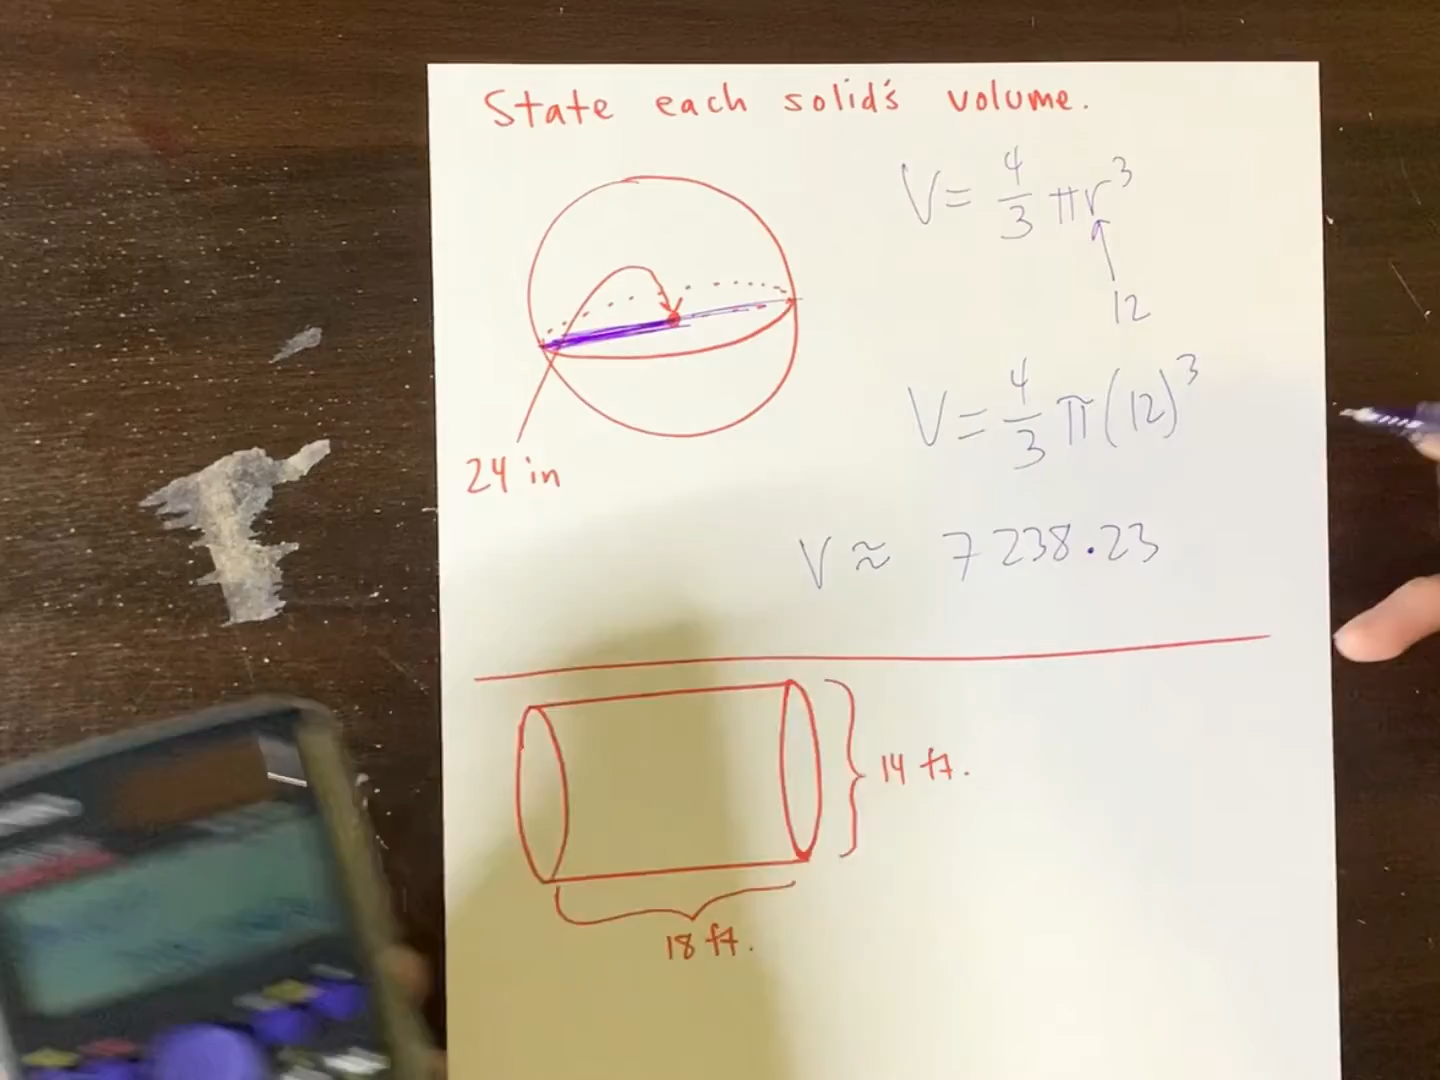 State each solid's volume.
V = 4/3 πr³
12
24 in
V = 4/3 π(12)³
V ≈ 7238.23
14 ft.
18 ft.